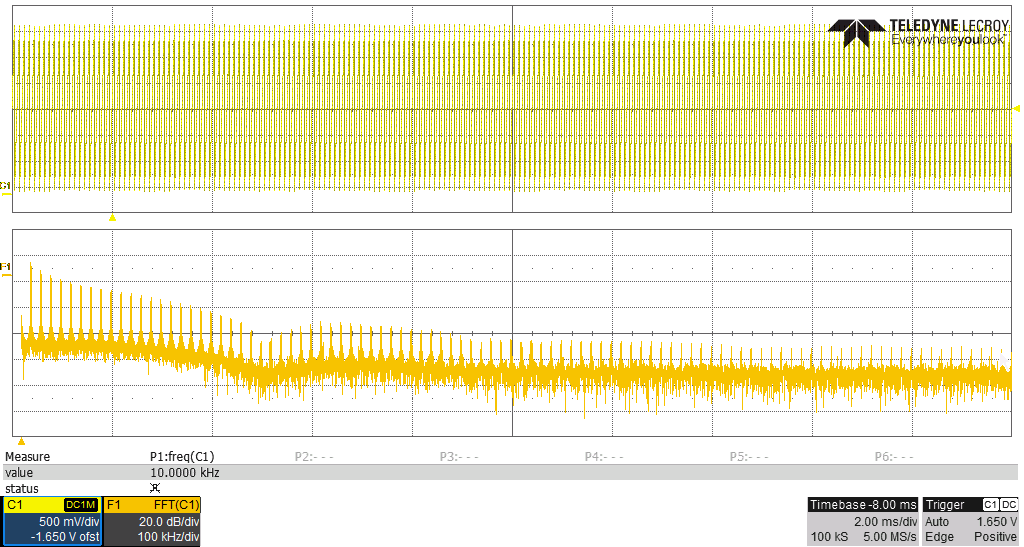 TELEDYNE LECROY
Everywhereyoulook™
C1
F1
Measure P1:freq(C1) P2:- - - P3:- - - P4:- - - P5:- - - P6:- - -
value 10.0000 kHz
status
C1 DC1M F1 FFT(C1) Timebase -8.00 ms Trigger C1 DC
500 mV/div 20.0 dB/div 2.00 ms/div Auto 1.650 V
-1.650 V ofst 100 kHz/div 100 kS 5.00 MS/s Edge Positive